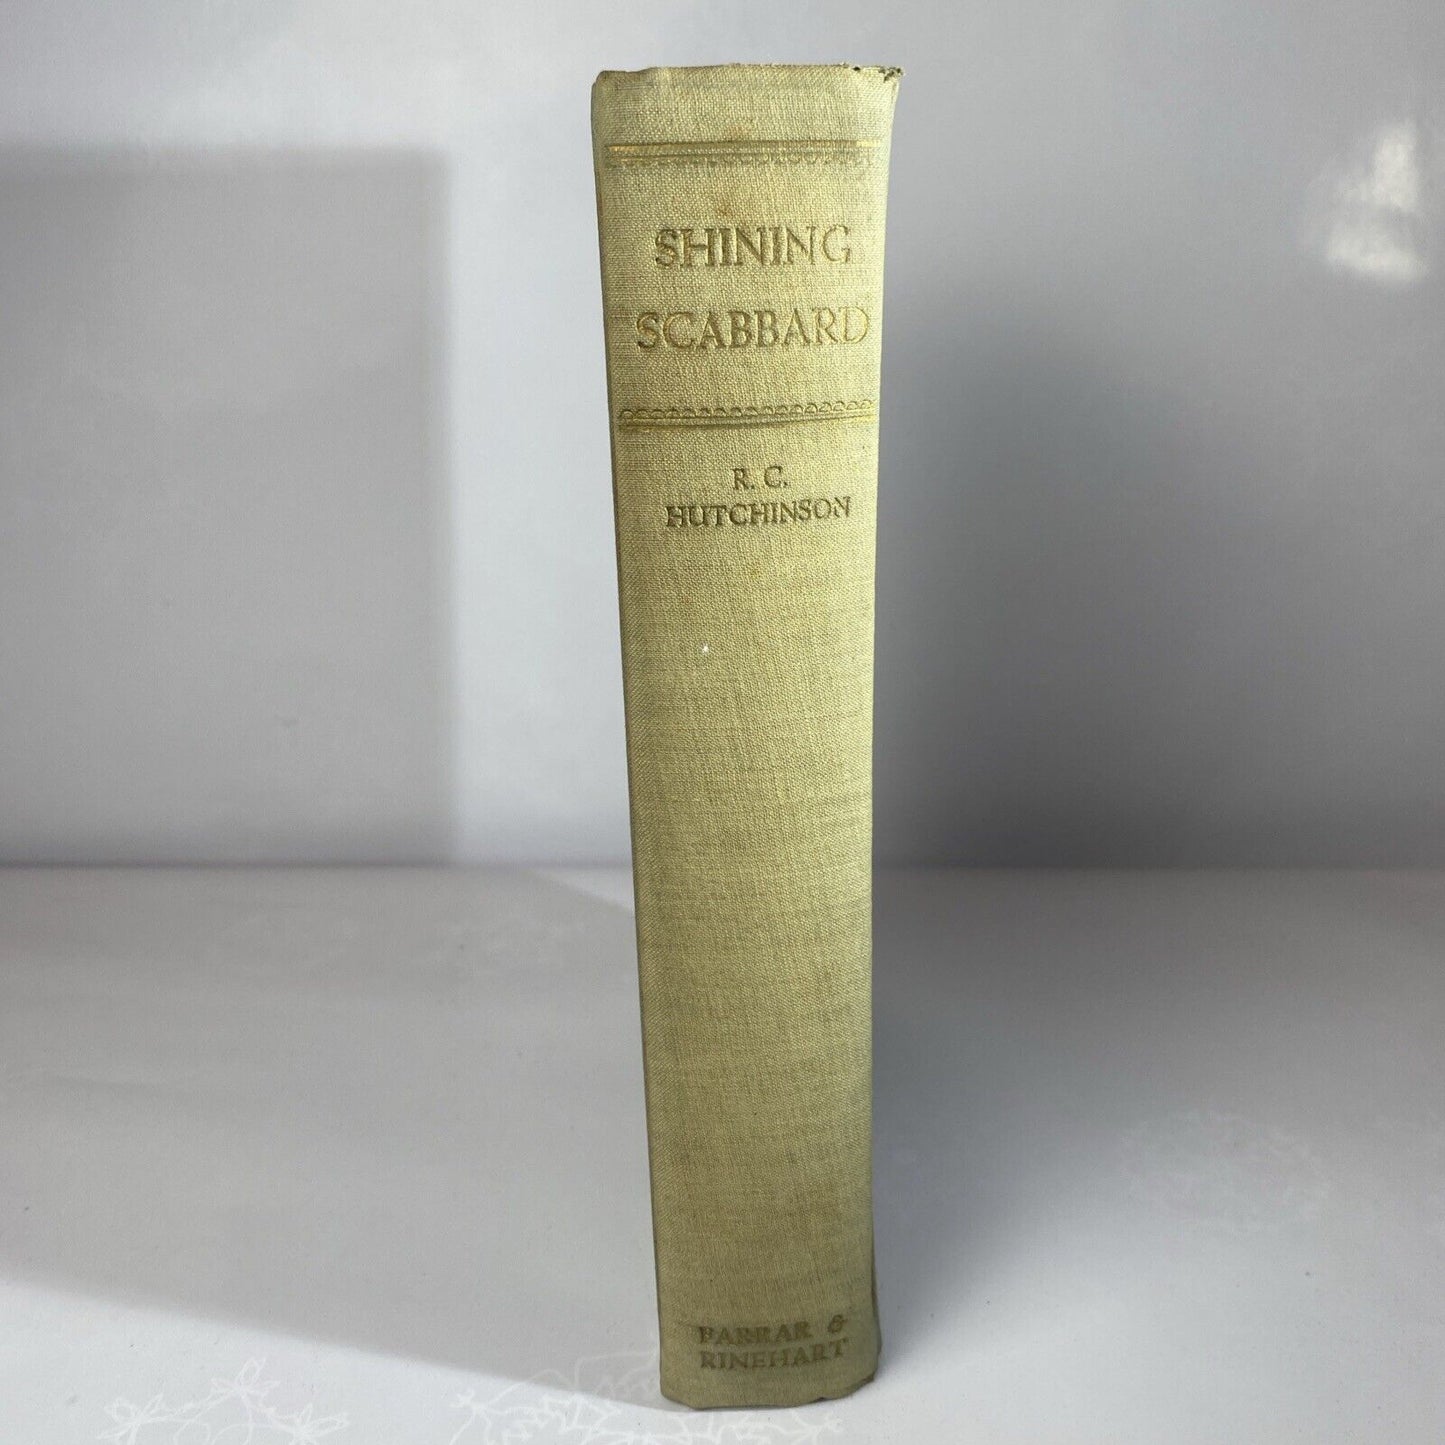 SHINING
SCABBARD
R. C.
HUTCHINSON
FARRAR &
RINEHART